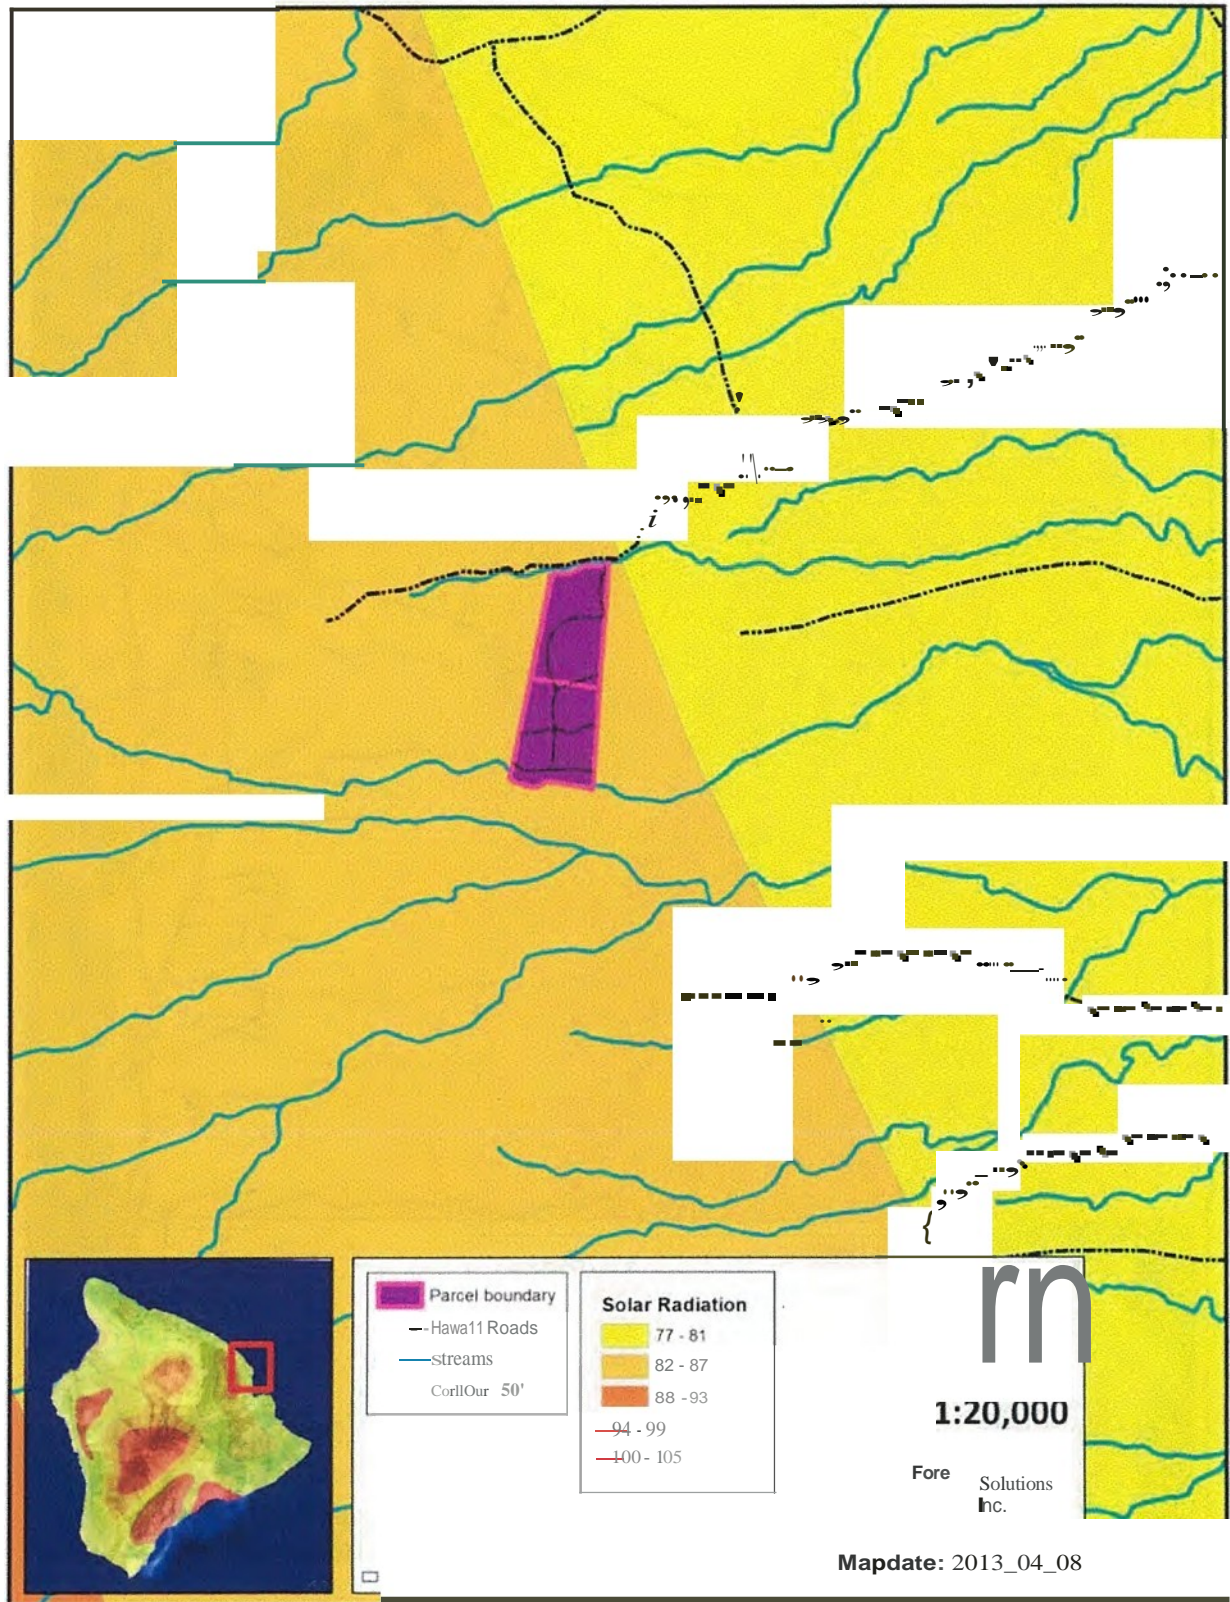 Parcel boundary
Hawa11 Roads
streams
CorllOur 50'
Solar Radiation
77 - 81
82 - 87
88 - 93
94 - 99
100 - 105
rn
1:20,000
Fore Solutions
Inc.
Mapdate: 2013_04_08